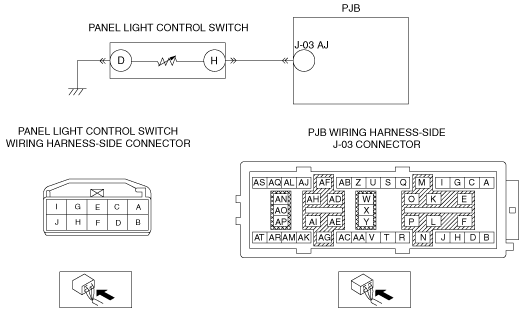 PJB
PANEL LIGHT CONTROL SWITCH
J-03 AJ
D H
PANEL LIGHT CONTROL SWITCH
WIRING HARNESS-SIDE CONNECTOR
I G E C A
J H F D B
PJB WIRING HARNESS-SIDE
J-03 CONNECTOR
AS AQ AL AJ AF AB Z U S Q M I G C A
AN AH AD W O K E
AO X
AP AI AE Y P L F
AT AR AM AK AG AC AA V T R N J H D B